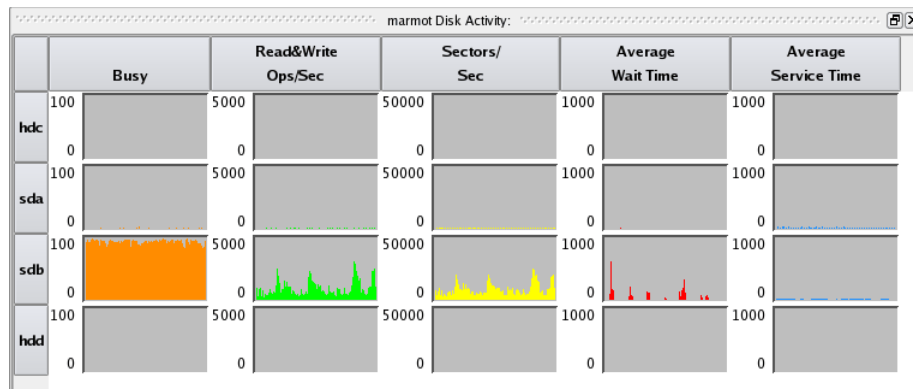 marmot Disk Activity:
Busy
Read&Write Ops/Sec
Sectors/ Sec
Average Wait Time
Average Service Time
hdc
100 0
5000 0
50000 0
1000 0
1000 0
sda
100 0
5000 0
50000 0
1000 0
1000 0
sdb
100 0
5000 0
50000 0
1000 0
1000 0
hdd
100 0
5000 0
50000 0
1000 0
1000 0